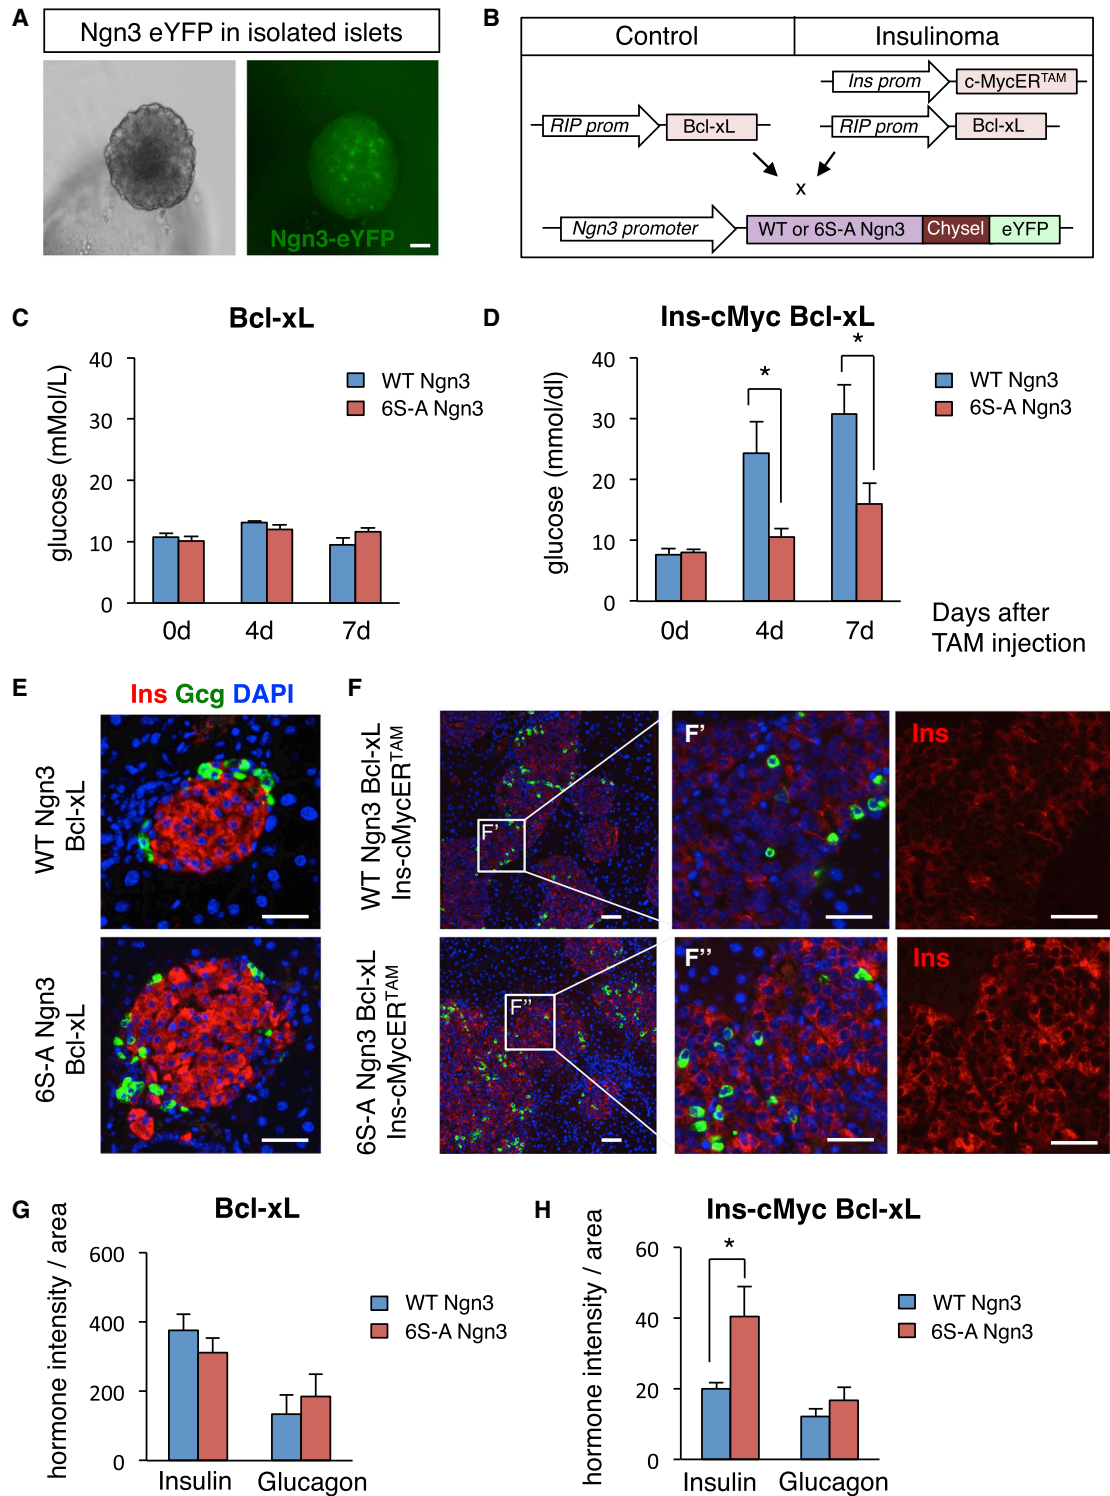 A
Ngn3 eYFP in isolated islets
Ngn3-eYFP
B
Control
Insulinoma
Ins prom
c-MycERTAM
RIP prom
Bcl-xL
RIP prom
Bcl-xL
x
Ngn3 promoter
WT or 6S-A Ngn3
Chysel
eYFP
C
Bcl-xL
glucose (mMol/L)
40
30
20
10
0
0d
4d
7d
WT Ngn3
6S-A Ngn3
D
Ins-cMyc Bcl-xL
glucose (mmol/dl)
40
30
20
10
0
*
*
0d
4d
7d
WT Ngn3
6S-A Ngn3
Days after
TAM injection
E
Ins Gcg DAPI
WT Ngn3
Bcl-xL
6S-A Ngn3
Bcl-xL
F
WT Ngn3 Bcl-xL
Ins-cMycERTAM
F'
F'
Ins
6S-A Ngn3 Bcl-xL
Ins-cMycERTAM
F''
F''
Ins
G
Bcl-xL
hormone intensity / area
600
400
200
0
Insulin
Glucagon
WT Ngn3
6S-A Ngn3
H
Ins-cMyc Bcl-xL
hormone intensity / area
60
40
20
0
*
Insulin
Glucagon
WT Ngn3
6S-A Ngn3